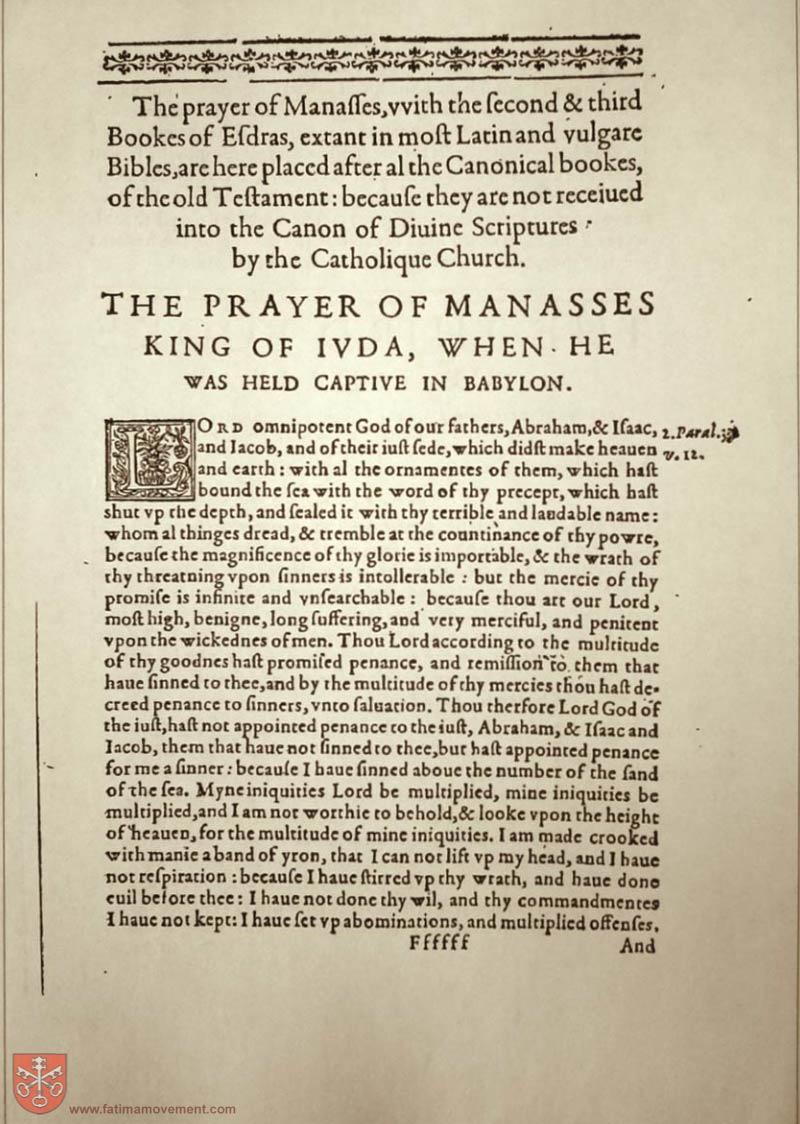 The prayer of Manaſſes, vvith the ſecond & third
Bookes of Eſdras, extant in moſt Latin and vulgare
Bibles, are here placed after al the Canonical bookes,
of the old Teſtament: becauſe they are not receiued
into the Canon of Diuine Scriptures
by the Catholique Church.
THE PRAYER OF MANASSES
KING OF IVDA, WHEN HE
WAS HELD CAPTIVE IN BABYLON.
LORD omnipotent God of our fathers, Abraham, & Iſaac, 2. Paral.
and Iacob, and of their iuſt ſede, which didſt make heauen v. 12.
and earth: with al the ornamentes of them, which haſt
bound the ſea with the word of thy precept, which haſt
shut vp the depth, and ſealed it with thy terrible and laudable name:
whom al thinges dread, & tremble at the countinance of thy powre,
becauſe the magnificence of thy glorie is importable, & the wrath of
thy threatning vpon ſinners is intollerable: but the mercie of thy
promiſe is infinite and vnſearchable: becauſe thou art our Lord,
moſt high, benigne, long ſuffering, and very merciful, and penitent
vpon the wickednes of men. Thou Lord according to the multitude
of thy goodnes haſt promiſed penance, and remiſſion to them that
haue ſinned to thee, and by the multitude of thy mercies thou haſt de-
creed penance to ſinners, vnto ſaluation. Thou therfore Lord God of
the iuſt, haſt not appointed penance to the iuſt, Abraham, & Iſaac and
Iacob, them that haue not ſinned to thee, but haſt appointed penance
for me a ſinner: becauſe I haue ſinned aboue the number of the ſand
of the ſea. Myne iniquities Lord be multiplied, mine iniquities be
multiplied, and I am not worthie to behold, & looke vpon the height
of heauen, for the multitude of mine iniquities. I am made crooked
with manie a band of yron, that I can not lift vp my head, and I haue
not reſpiration: becauſe I haue ſtirred vp thy wrath, and haue done
euil before thee: I haue not done thy wil, and thy commandmentes
I haue not kept: I haue ſet vp abominations, and multiplied offenſes.
Ffffff And
www.fatimamovement.com